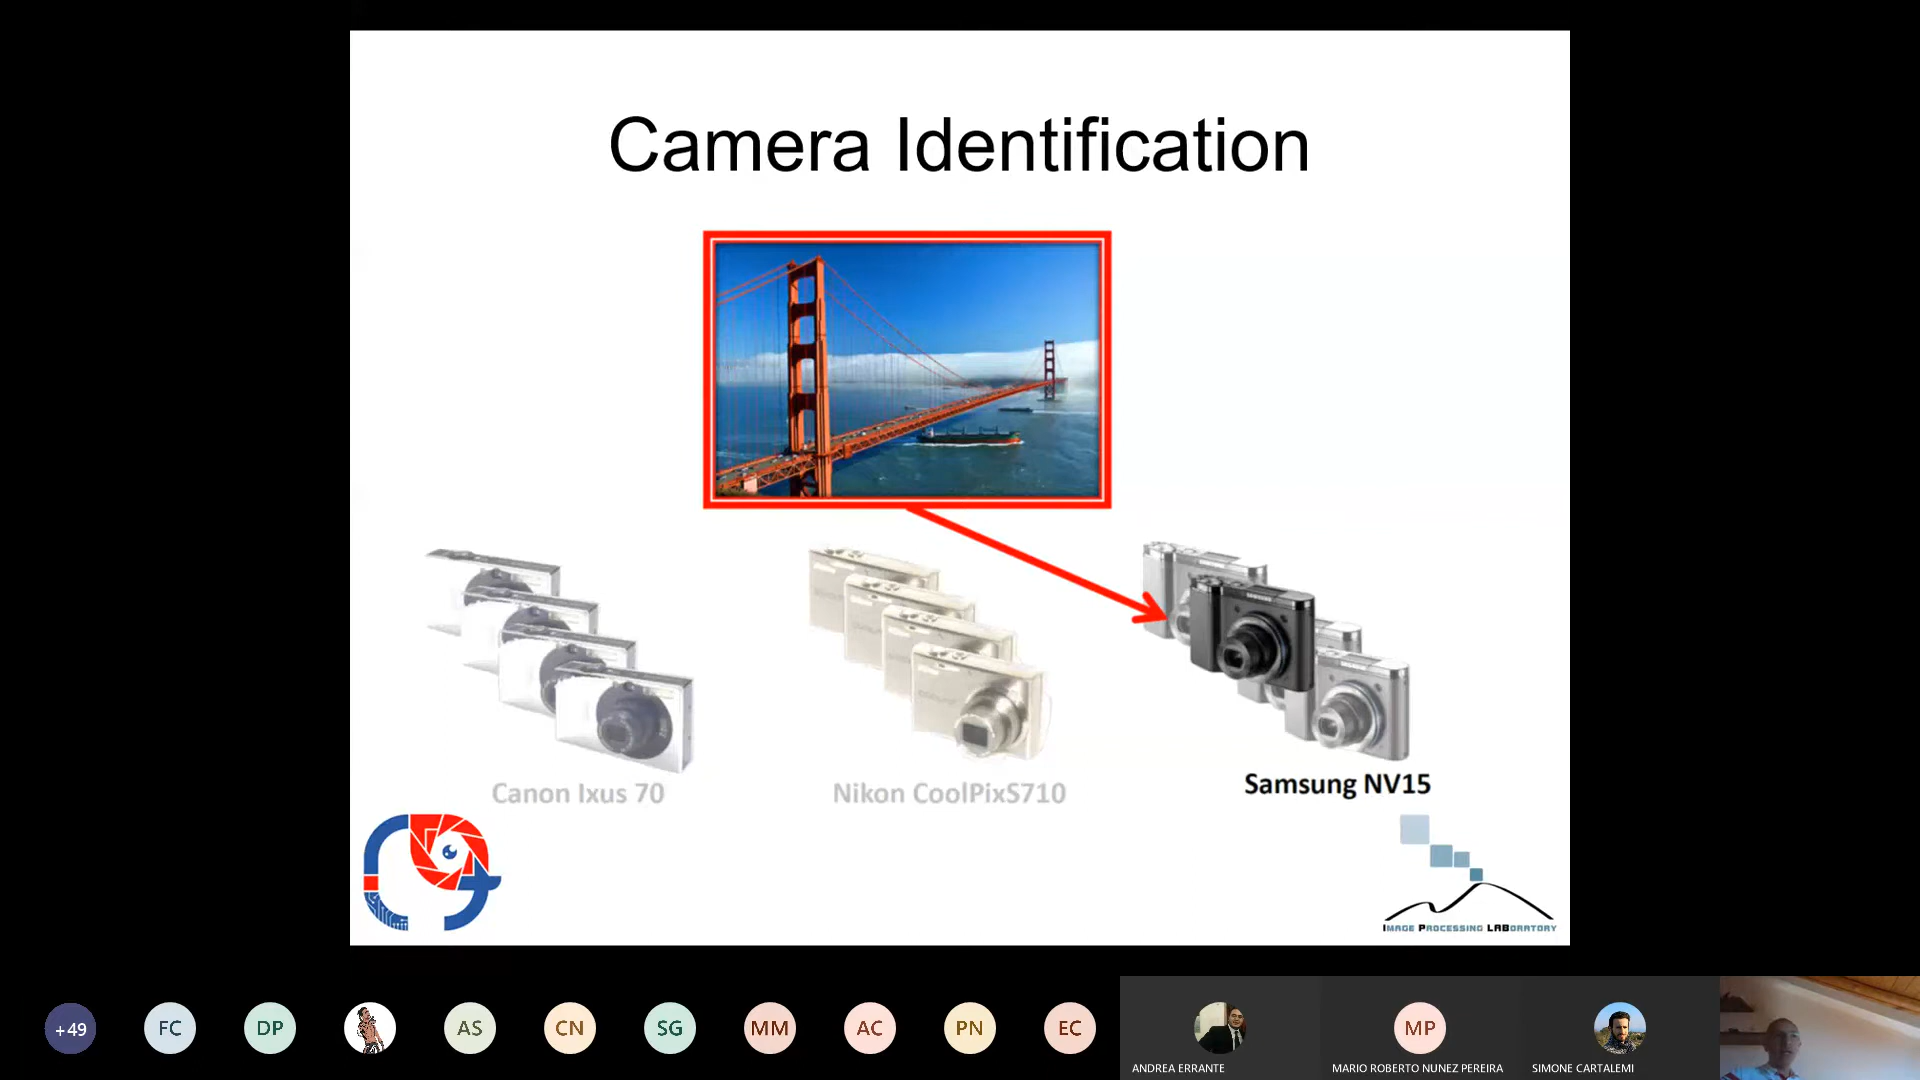 Camera Identification
Canon Ixus 70
Nikon CoolPixS710
Samsung NV15
IMAGE PROCESSING LABORATORY
+49
FC
DP
AS
CN
SG
MM
AC
PN
EC
MP
ANDREA ERRANTE
MARIO ROBERTO NUNEZ PEREIRA
SIMONE CARTALEMI